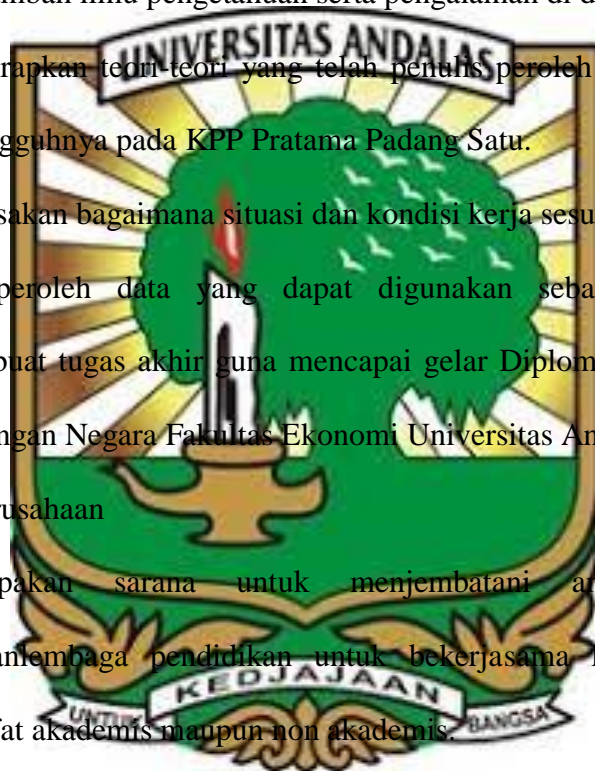 UNIVERSITAS ANDALAS
rapkan teori-teori yang telah penulis peroleh
gguhnya pada KPP Pratama Padang Satu.
sakan bagaimana situasi dan kondisi kerja sesu
peroleh data yang dapat digunakan seba
buat tugas akhir guna mencapai gelar Diplom
ngan Negara Fakultas Ekonomi Universitas An
rusahaan
pakan sarana untuk menjembatani an
anlembaga pendidikan untuk bekerjasama
KEDJAJAAN
UNTUK BANGSA
fat akademis maupun non akademis.